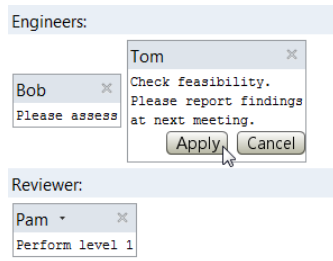 Engineers:
Tom
Check feasibility.
Please report findings
at next meeting.
Apply Cancel
Bob
Please assess
Reviewer:
Pam
Perform level 1